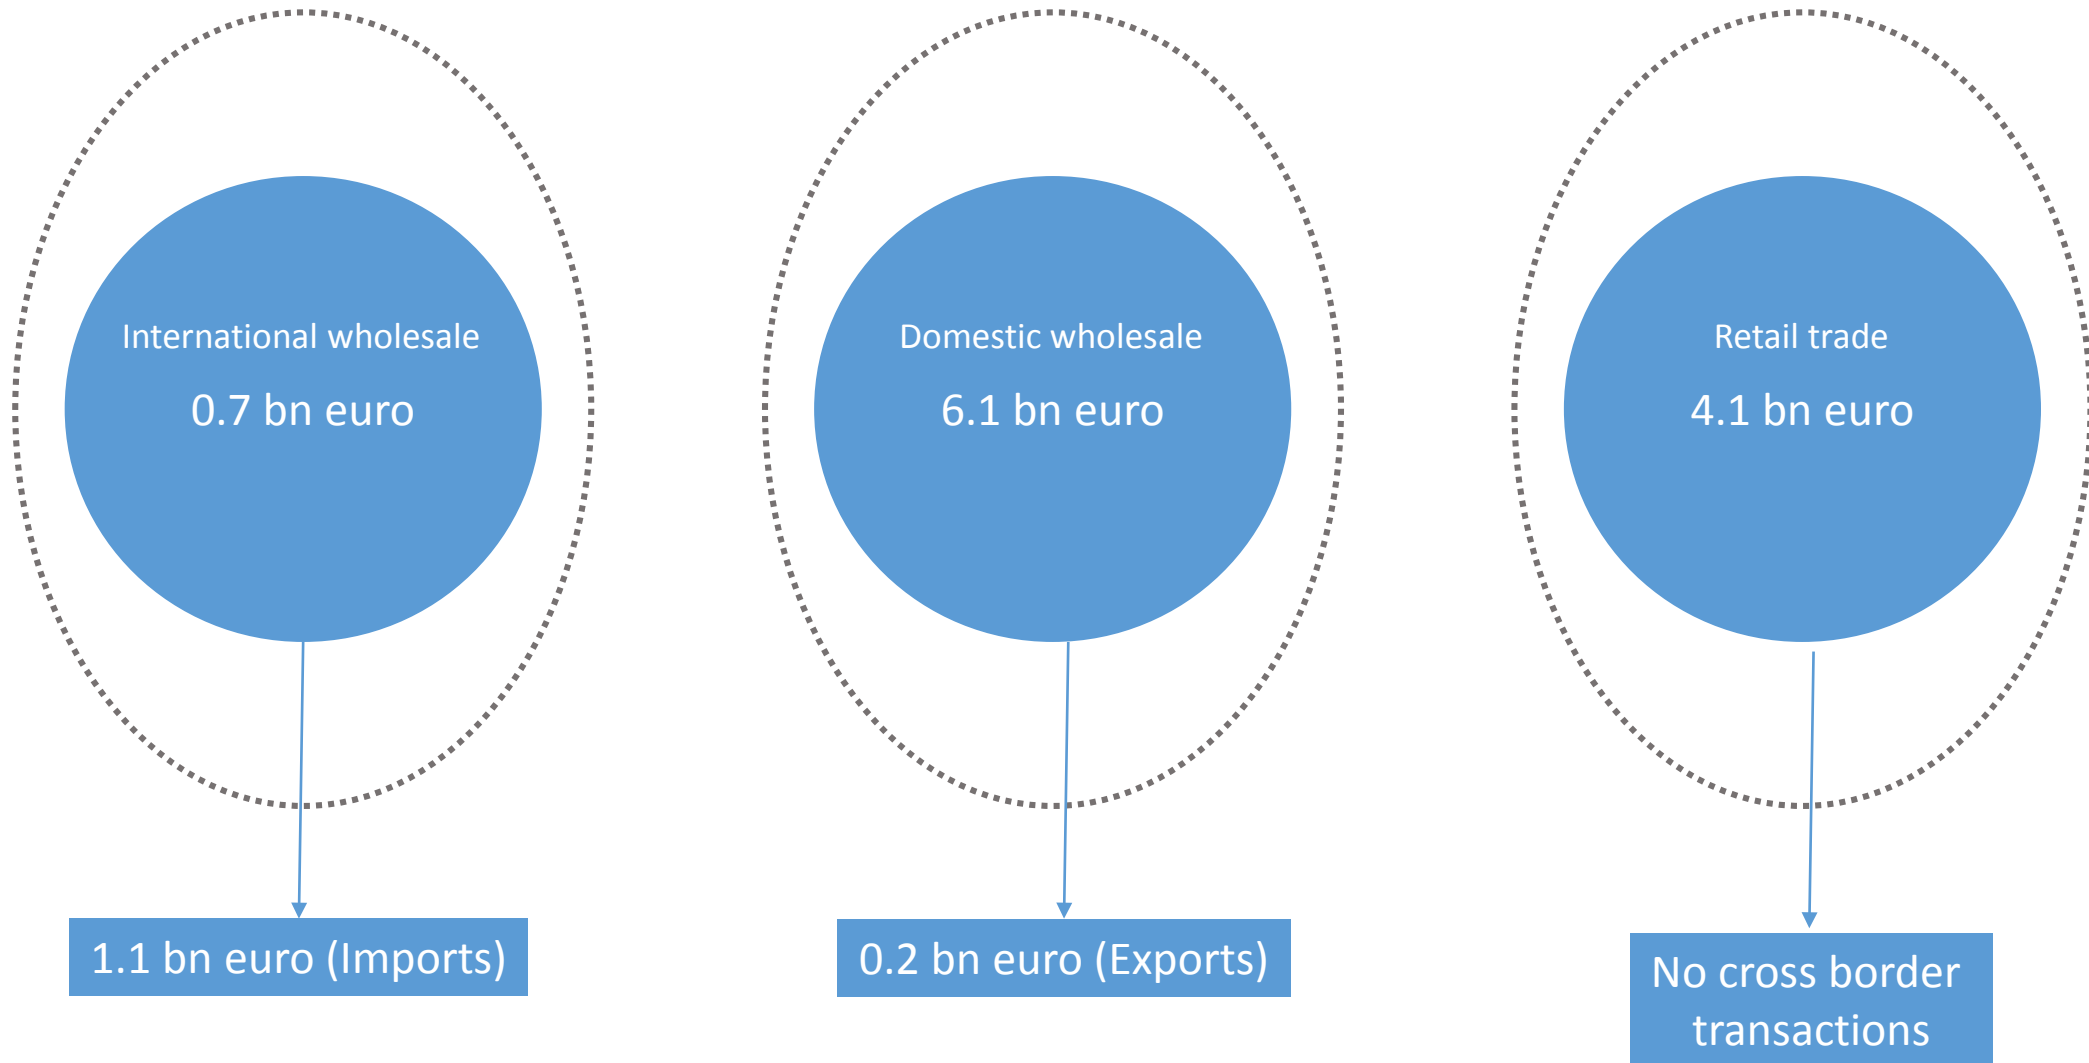 International wholesale
0.7 bn euro
Domestic wholesale
6.1 bn euro
Retail trade
4.1 bn euro
1.1 bn euro (Imports)
0.2 bn euro (Exports)
No cross border
transactions